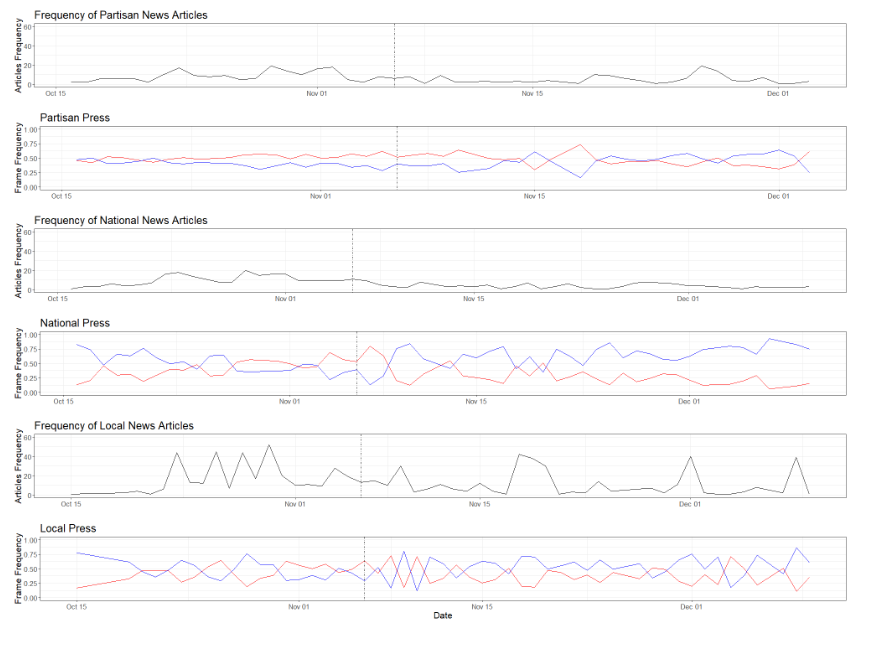 Frequency of Partisan News Articles
Articles Frequency
60
40
20
0
Oct 15 Nov 01 Nov 15 Dec 01
Partisan Press
Frame Frequency
1.00
0.75
0.50
0.25
0.00
Oct 15 Nov 01 Nov 15 Dec 01
Frequency of National News Articles
Articles Frequency
60
40
20
0
Oct 15 Nov 01 Nov 15 Dec 01
National Press
Frame Frequency
1.00
0.75
0.50
0.25
0.00
Oct 15 Nov 01 Nov 15 Dec 01
Frequency of Local News Articles
Articles Frequency
60
40
20
0
Oct 15 Nov 01 Nov 15 Dec 01
Local Press
Frame Frequency
1.00
0.75
0.50
0.25
0.00
Oct 15 Nov 01 Nov 15 Dec 01
Date